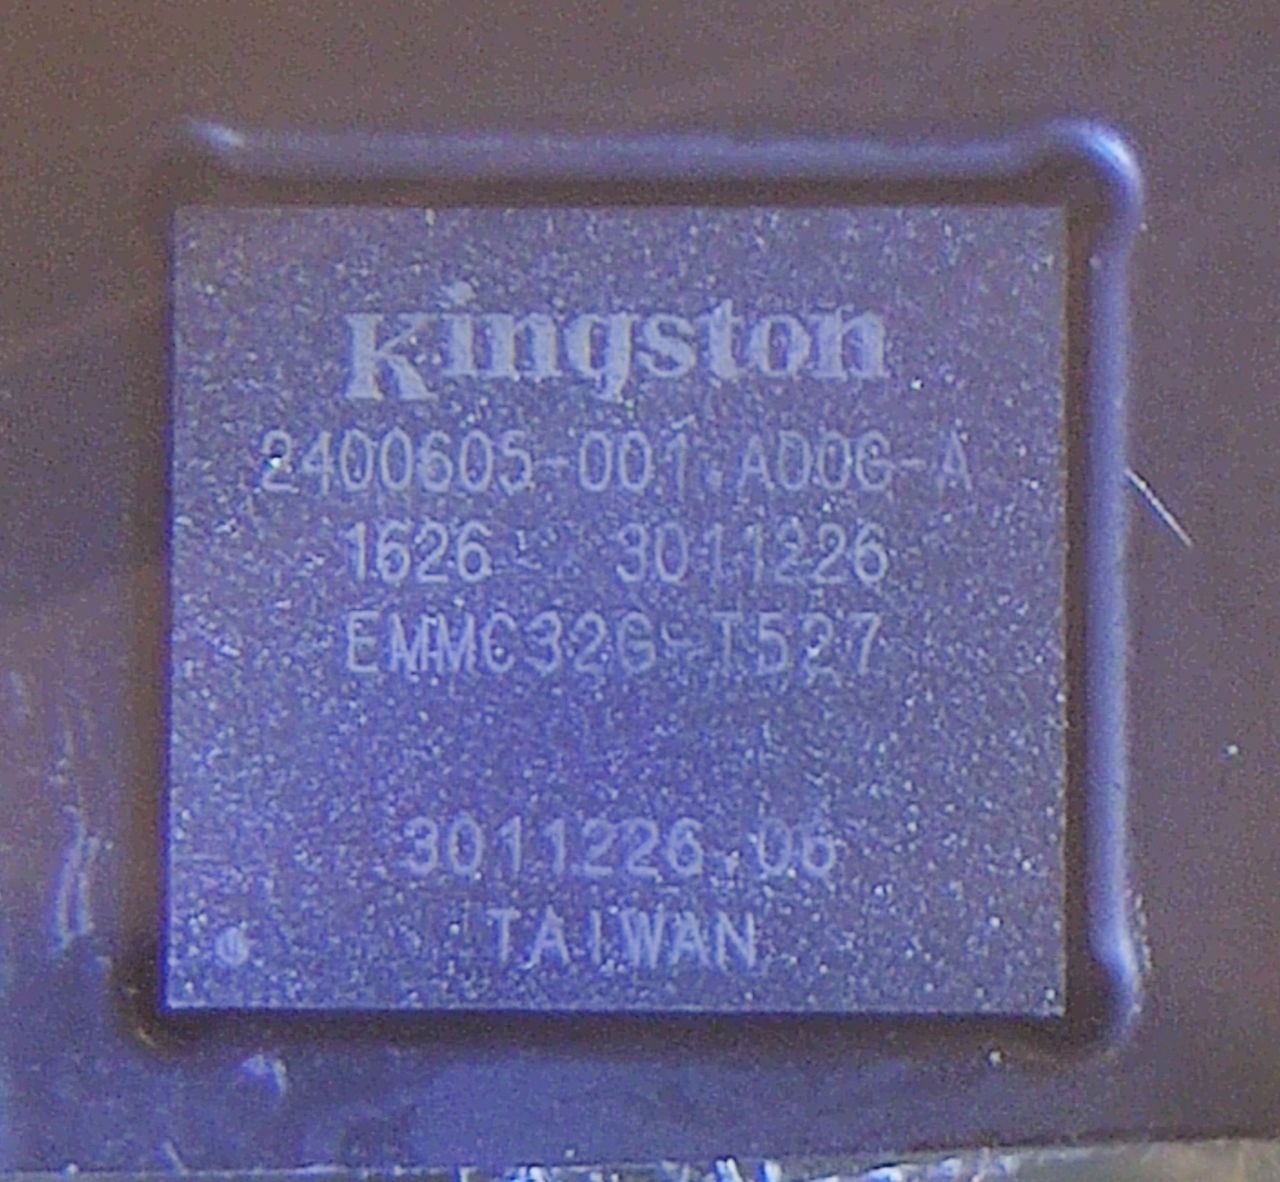 Kingston
2400605-001.A00G-A
1626 3011226
EMMC32G-T527
3011226.06
TAIWAN